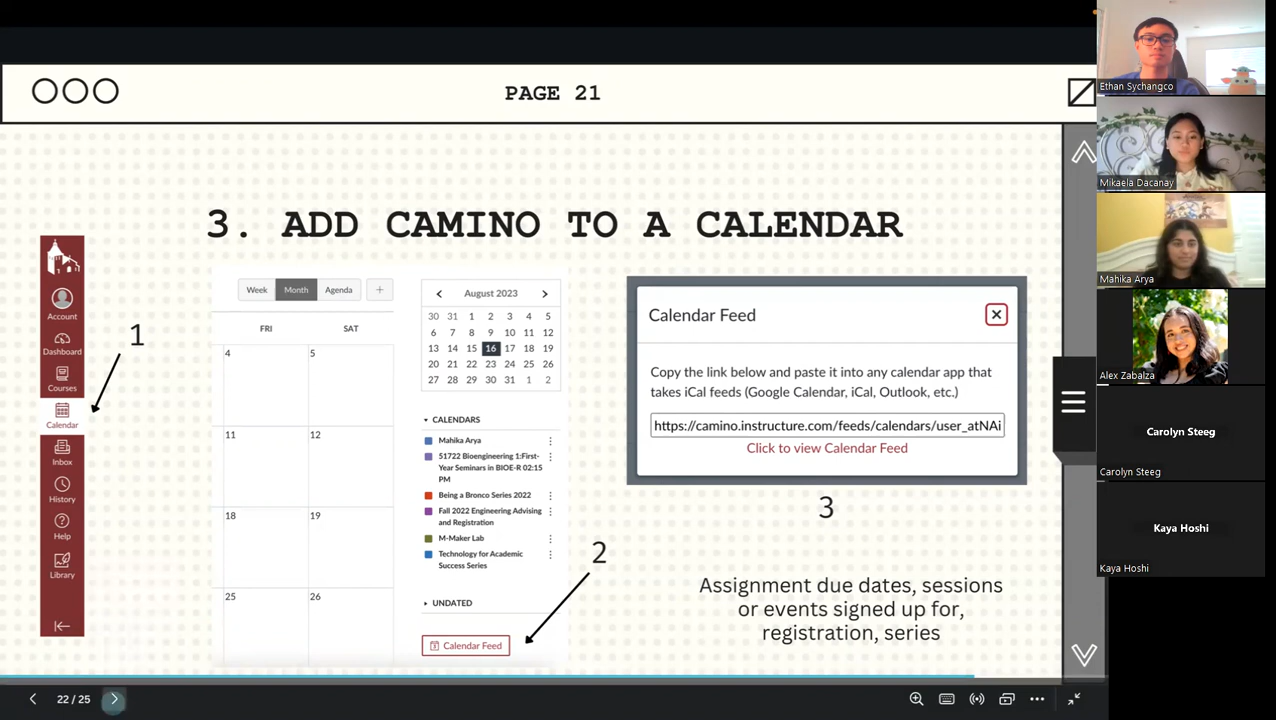 PAGE 21
3. ADD CAMINO TO A CALENDAR
Account
Dashboard
Courses
Calendar
Inbox
History
Help
Library
1
Week Month Agenda +
FRI SAT
4 5
11 12
18 19
25 26
August 2023
30 31 1 2 3 4 5
6 7 8 9 10 11 12
13 14 15 16 17 18 19
20 21 22 23 24 25 26
27 28 29 30 31 1 2
CALENDARS
Mahika Arya
51722 Bioengineering 1:First-
Year Seminars in BIOE-R 02:15
PM
Being a Bronco Series 2022
Fall 2022 Engineering Advising
and Registration
M-Maker Lab
Technology for Academic
Success Series
UNDATED
Calendar Feed
2
Calendar Feed
Copy the link below and paste it into any calendar app that
takes iCal feeds (Google Calendar, iCal, Outlook, etc.)
https://camino.instructure.com/feeds/calendars/user_atNAi
Click to view Calendar Feed
3
Assignment due dates, sessions
or events signed up for,
registration, series
22 / 25
Ethan Sychangco
Mikaela Dacanay
Mahika Arya
Alex Zabalza
Carolyn Steeg
Carolyn Steeg
Kaya Hoshi
Kaya Hoshi